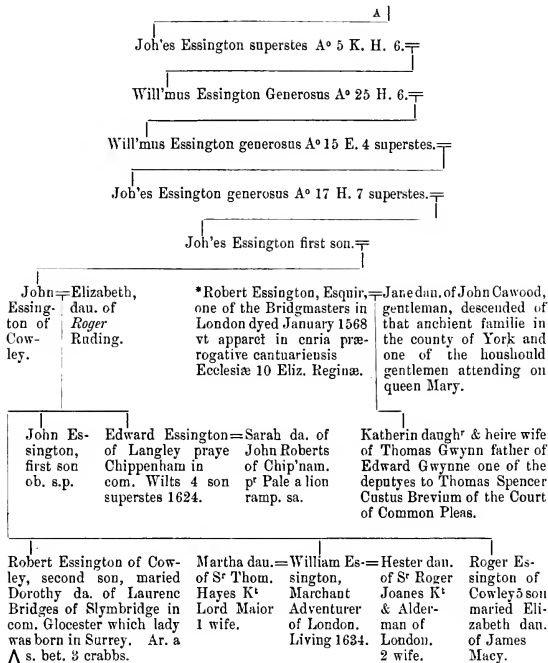 A
Joh'es Essington superstes Aº 5 K. H. 6.
Will'mus Essington Generosus Aº 25 H. 6.
Will'mus Essington generosus Aº 15 E. 4 superstes.
Joh'es Essington generosus Aº 17 H. 7 superstes.
Joh'es Essington first son.
John
Essing-
ton of
Cow-
ley.
Elizabeth,
dau. of
Roger
Ruding.
*Robert Essington, Esquir,
one of the Bridgmasters in
London dyed January 1568
vt apparet in curia præ-
rogative cantuariensis
Ecclesiæ 10 Eliz. Reginæ.
Jane dau. of John Cawood,
gentleman, descended of
that anchient familie in
the county of York and
one of the houshould
gentlemen attending on
queen Mary.
John Es-
sington,
first son
ob. s.p.
Edward Essington
of Langley praye
Chippenham in
com. Wilts 4 son
superstes 1624.
Sarah da. of
John Roberts
of Chip'nam.
pr Pale a lion
ramp. sa.
Katherin daughr & heire wife
of Thomas Gwynn father of
Edward Gwynne one of the
deputyes to Thomas Spencer
Custus Brevium of the Court
of Common Pleas.
Robert Essington of Cow-
ley, second son, maried
Dorothy da. of Laurenc
Bridges of Slymbridge in
com. Glocester which lady
was born in Surrey. Ar. a
Λ s. bet. 3 crabbs.
Martha dau.
of Sr Thom.
Hayes Kt
Lord Maior
1 wife.
William Es-
sington,
Marchant
Adventurer
of London.
Living 1634.
Hester dau.
of Sr Roger
Joanes Kt
& Alder-
man of
London.
2 wife.
Roger Es-
sington of
Cowley 5 son
maried Eli-
zabeth dan.
of James
Macy.